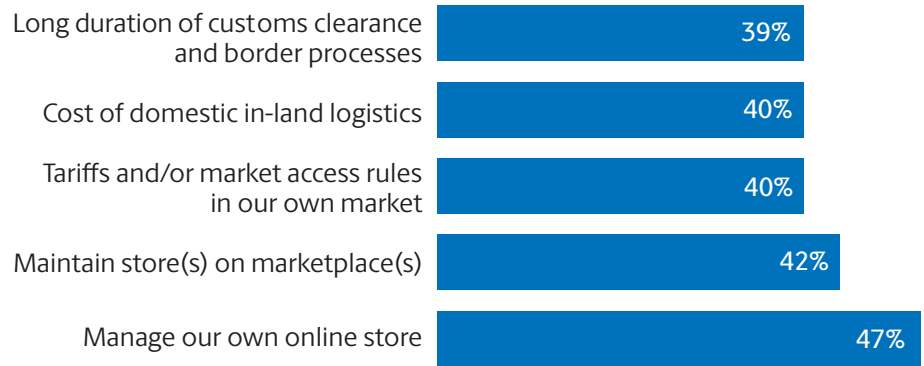 Long duration of customs clearance
and border processes
39%
Cost of domestic in-land logistics
40%
Tariffs and/or market access rules
in our own market
40%
Maintain store(s) on marketplace(s)
42%
Manage our own online store
47%